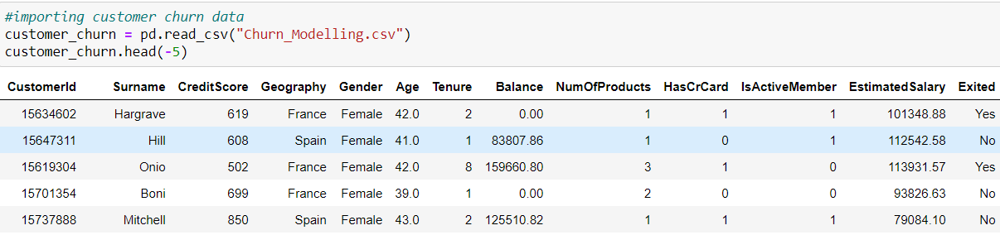 #importing customer churn data
customer_churn = pd.read_csv("Churn_Modelling.csv")
customer_churn.head(-5)
CustomerId Surname CreditScore Geography Gender Age Tenure Balance NumOfProducts HasCrCard IsActiveMember EstimatedSalary Exited
15634602 Hargrave 619 France Female 42.0 2 0.00 1 1 1 101348.88 Yes
15647311 Hill 608 Spain Female 41.0 1 83807.86 1 0 1 112542.58 No
15619304 Onio 502 France Female 42.0 8 159660.80 3 1 0 113931.57 Yes
15701354 Boni 699 France Female 39.0 1 0.00 2 0 0 93826.63 No
15737888 Mitchell 850 Spain Female 43.0 2 125510.82 1 1 1 79084.10 No